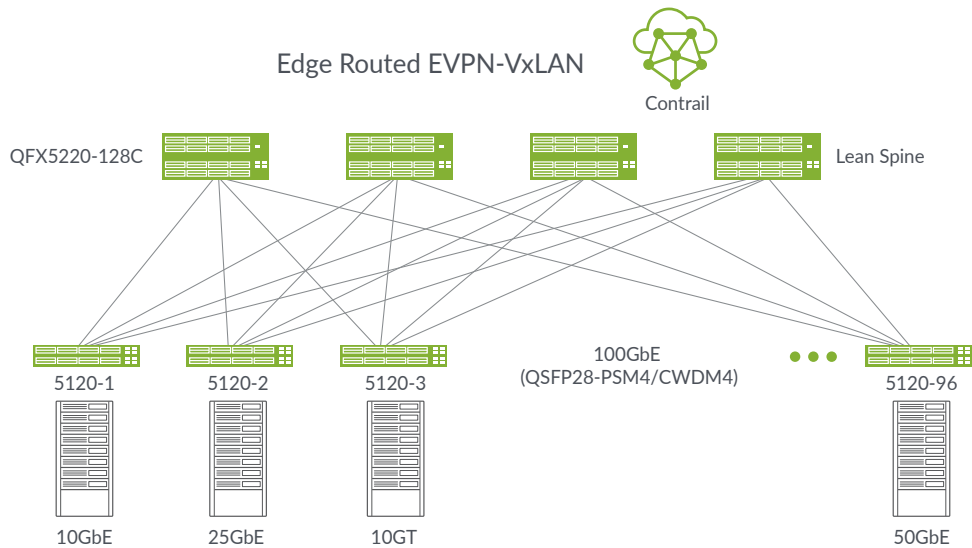 Edge Routed EVPN-VxLAN
Contrail
QFX5220-128C
Lean Spine
100GbE
(QSFP28-PSM4/CWDM4)
5120-1
5120-2
5120-3
5120-96
10GbE
25GbE
10GT
50GbE